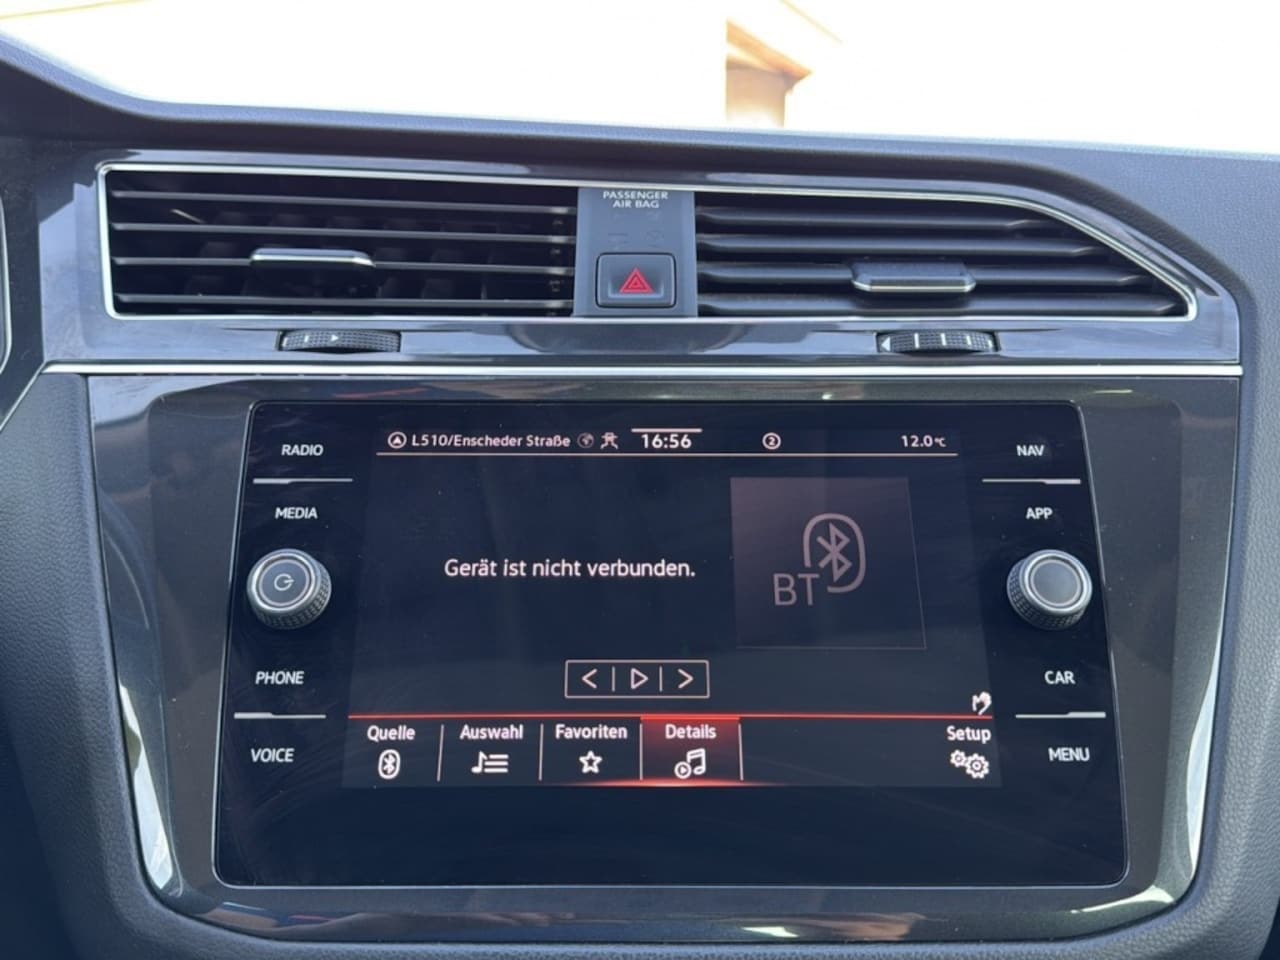 PASSENGER
AIR BAG
RADIO
MEDIA
PHONE
VOICE
L510/Enscheder Straße
16:56
2
12.0°C
Gerät ist nicht verbunden.
BT
Quelle
Auswahl
Favoriten
Details
Setup
NAV
APP
CAR
MENU